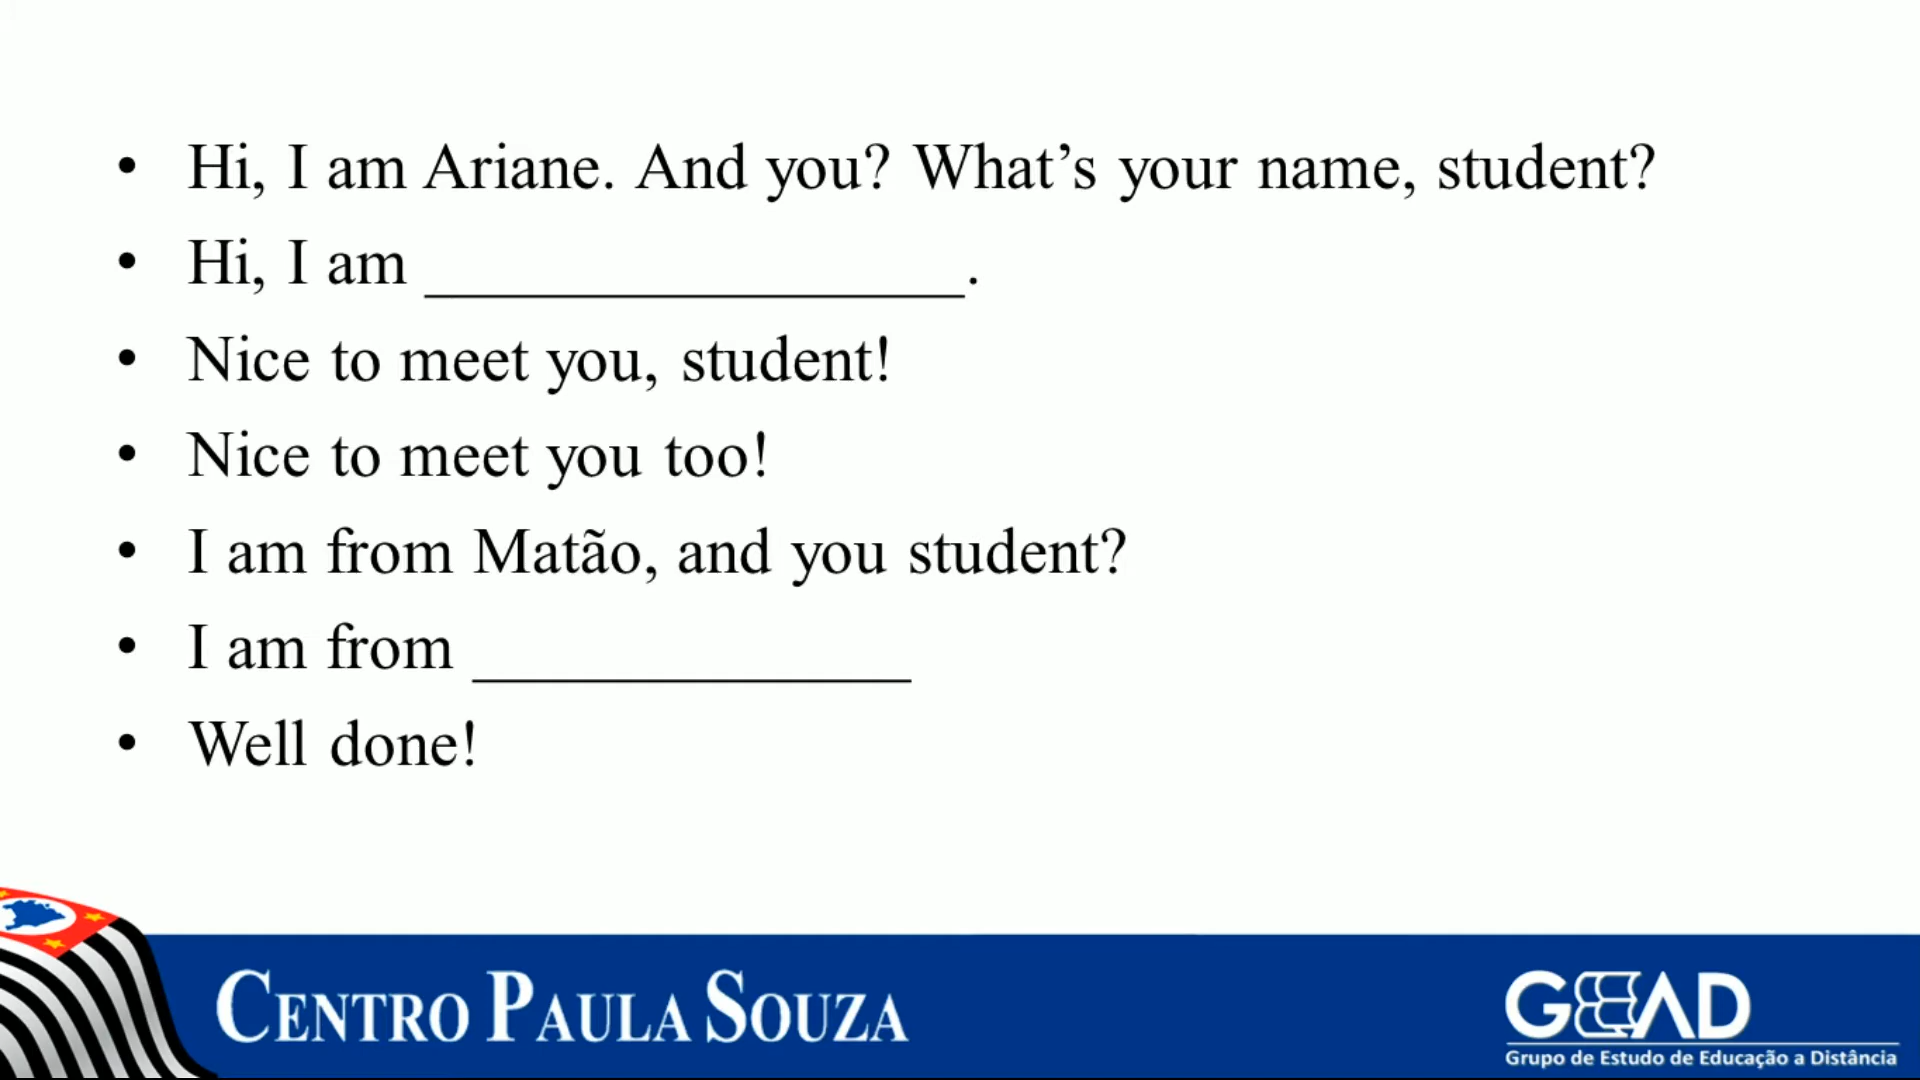 • Hi, I am Ariane. And you? What’s your name, student?
• Hi, I am _________________.
• Nice to meet you, student!
• Nice to meet you too!
• I am from Matão, and you student?
• I am from ______________
• Well done!
CENTRO PAULA SOUZA
GEEAD
Grupo de Estudo de Educação a Distância